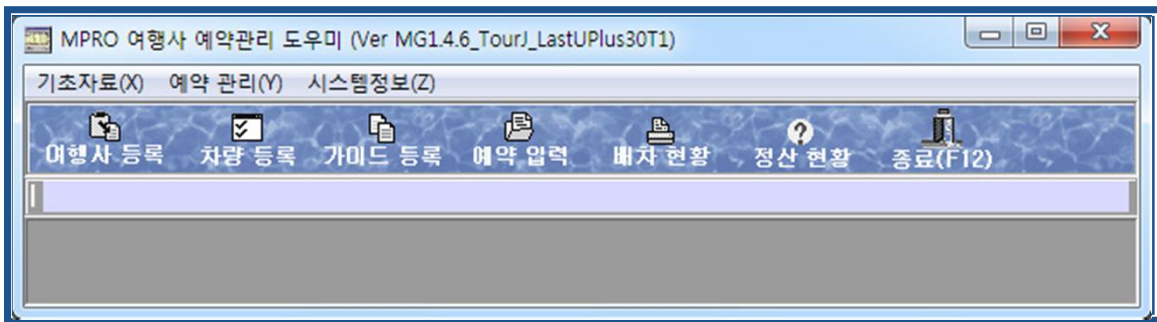 MPRO 여행사 예약관리 도우미 (Ver MG1.4.6_TourJ_LastUPlus30T1)
기초자료(X) 예약 관리(Y) 시스템정보(Z)
여행사 등록 차량 등록 가이드 등록 예약 입력 배차 현황 정산 현황 종료(F12)